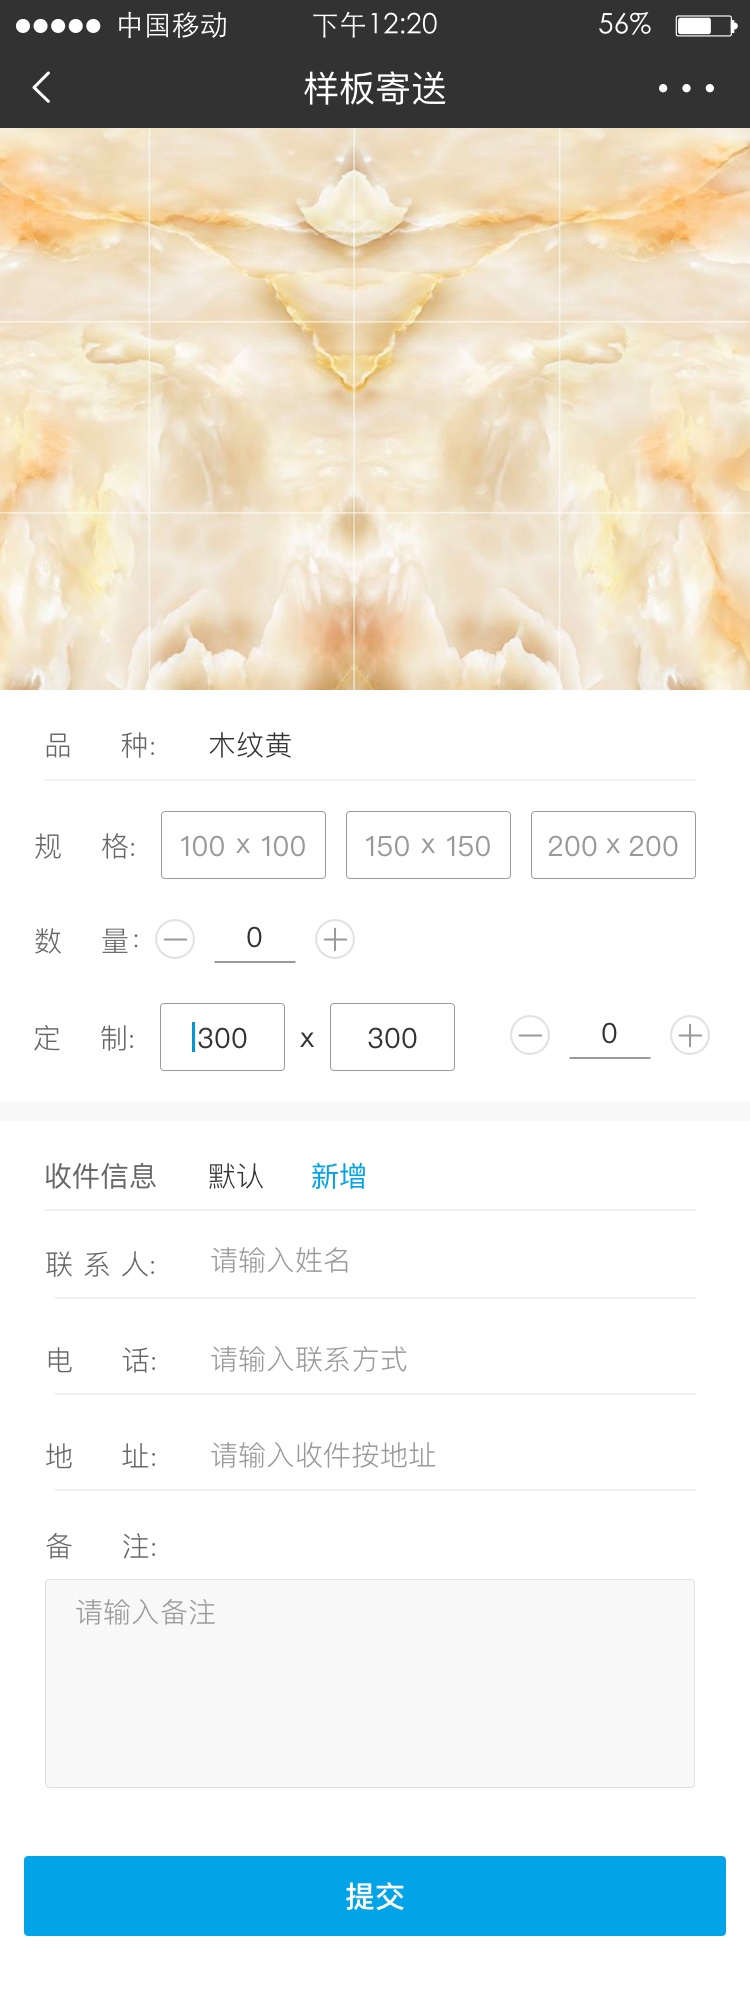 中国移动 下午12:20 56%
样板寄送
品 种: 木纹黄
规 格: 100 x 100 150 x 150 200 x 200
数 量: 0
定 制: 300 x 300 0
收件信息 默认 新增
联系人: 请输入姓名
电 话: 请输入联系方式
地 址: 请输入收件按地址
备 注:
请输入备注
提交